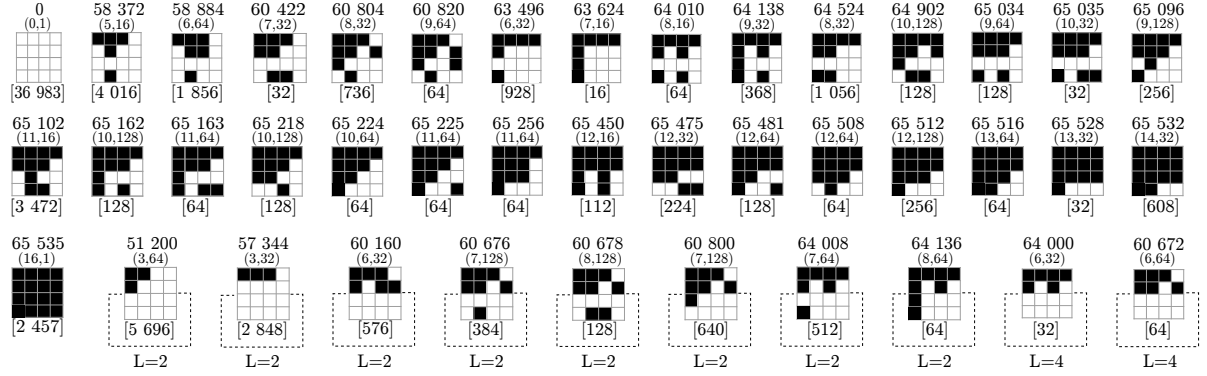 0 58 372 58 884 60 422 60 804 60 820 63 496 63 624 64 010 64 138 64 524 64 902 65 034 65 035 65 096
(0,1) (5,16) (6,64) (7,32) (8,32) (9,64) (6,32) (7,16) (8,16) (9,32) (8,32) (10,128) (9,64) (10,32) (9,128)
[36 983] [4 016] [1 856] [32] [736] [64] [928] [16] [64] [368] [1 056] [128] [128] [32] [256]
65 102 65 162 65 163 65 218 65 224 65 225 65 256 65 450 65 475 65 481 65 508 65 512 65 516 65 528 65 532
(11,16) (10,128) (11,64) (10,128) (10,64) (11,64) (11,64) (12,16) (12,32) (12,64) (12,64) (12,128) (13,64) (13,32) (14,32)
[3 472] [128] [64] [128] [64] [64] [64] [112] [224] [128] [64] [256] [64] [32] [608]
65 535 51 200 57 344 60 160 60 676 60 678 60 800 64 008 64 136 64 000 60 672
(16,1) (3,64) (3,32) (6,32) (7,128) (8,128) (7,128) (7,64) (8,64) (6,32) (6,64)
[2 457] [5 696] [2 848] [576] [384] [128] [640] [512] [64] [32] [64]
L=2 L=2 L=2 L=2 L=2 L=2 L=2 L=2 L=4 L=4